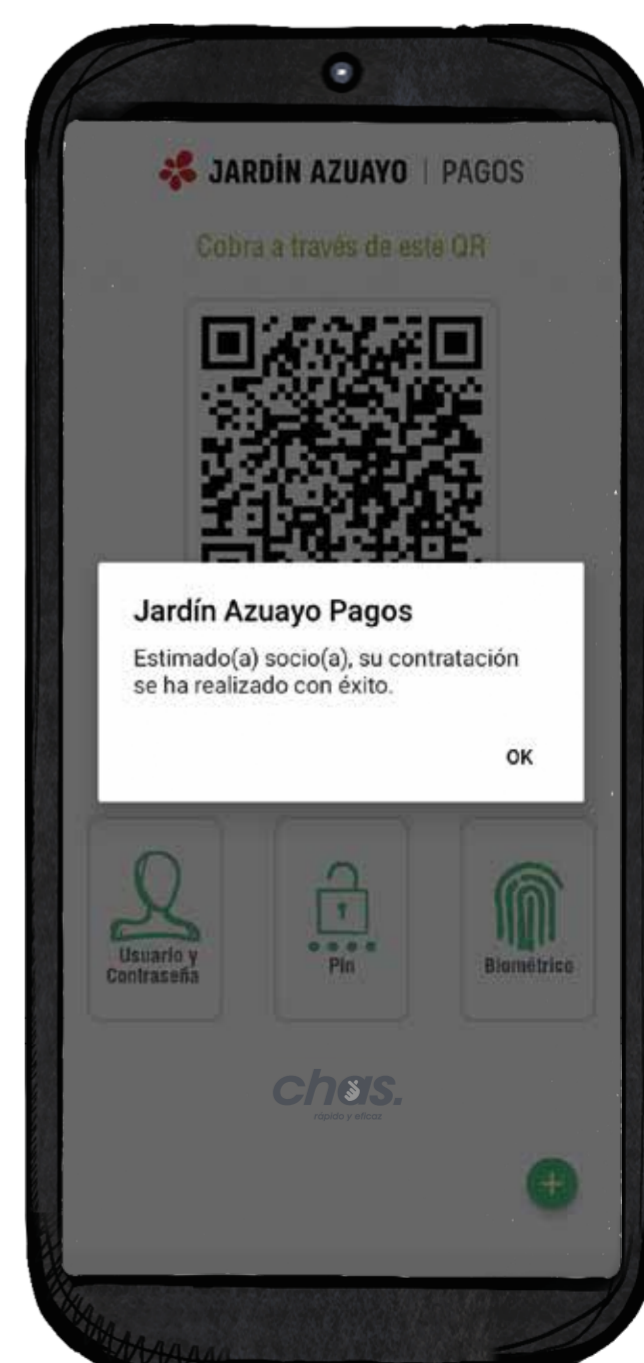 JARDÍN AZUAYO | PAGOS
Cobra a través de este QR
Jardín Azuayo Pagos
Estimado(a) socio(a), su contratación
se ha realizado con éxito.
OK
Usuario y
Contraseña
Pin
Biométrico
chas.
rápido y eficaz